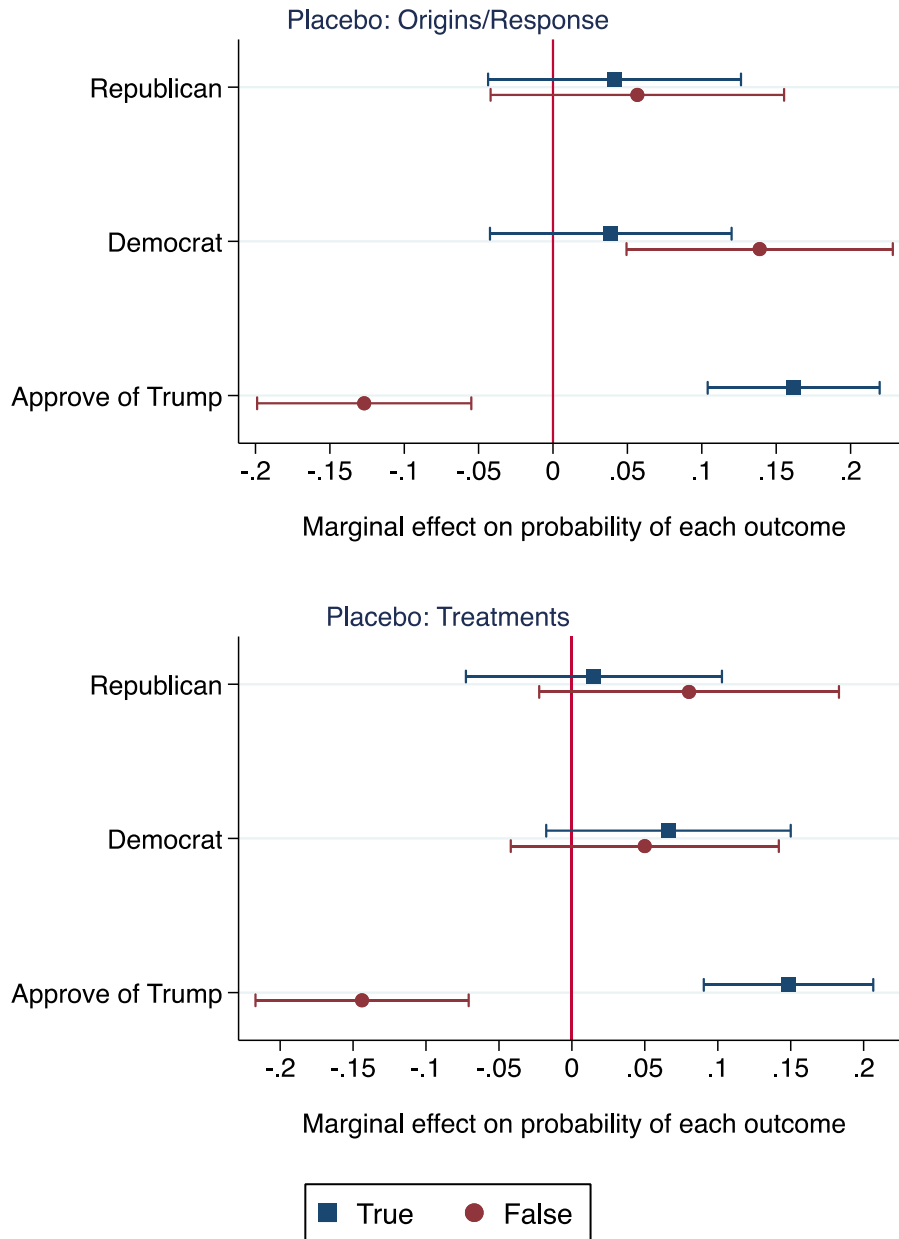 Placebo: Origins/Response
Republican
Democrat
Approve of Trump
-.2 -.15 -.1 -.05 0 .05 .1 .15 .2
Marginal effect on probability of each outcome
Placebo: Treatments
Republican
Democrat
Approve of Trump
-.2 -.15 -.1 -.05 0 .05 .1 .15 .2
Marginal effect on probability of each outcome
True False